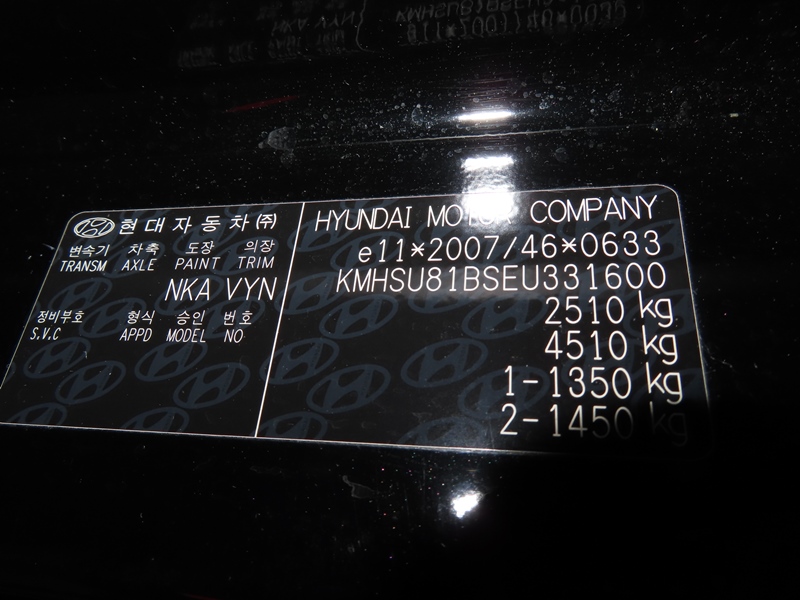 현대자동차㈜
변속기 차축 도장 의장
TRANSM AXLE PAINT TRIM
NKA VYN
정비부호 형식 승인 번호
S.V.C APPD MODEL NO
HYUNDAI MOTOR COMPANY
e11*2007/46*0633
KMHSU81BSEU331600
2510 kg
4510 kg
1-1350 kg
2-1450 kg